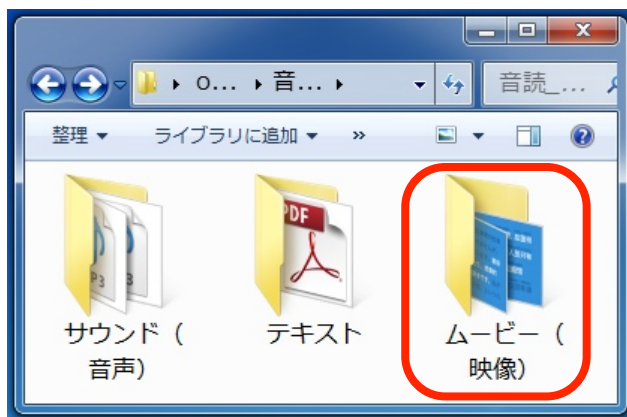 o... 音...
音読_...
整理 ライブラリに追加 »
PDF
サウンド（
音声）
テキスト
ムービー（
映像）